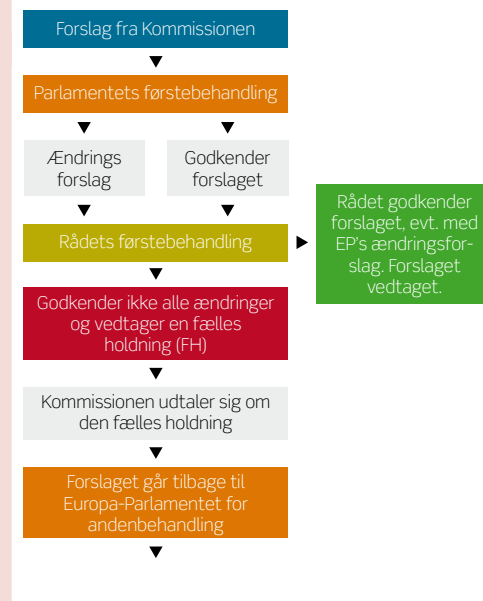 Forslag fra Kommissionen
Parlamentets førstebehandling
Ændrings
forslag
Godkender
forslaget
Rådets førstebehandling
Rådet godkender
forslaget, evt. med
EP's ændringsfor-
slag. Forslaget
vedtaget.
Godkender ikke alle ændringer
og vedtager en fælles
holdning (FH)
Kommissionen udtaler sig om
den fælles holdning
Forslaget går tilbage til
Europa-Parlamentet for
andenbehandling